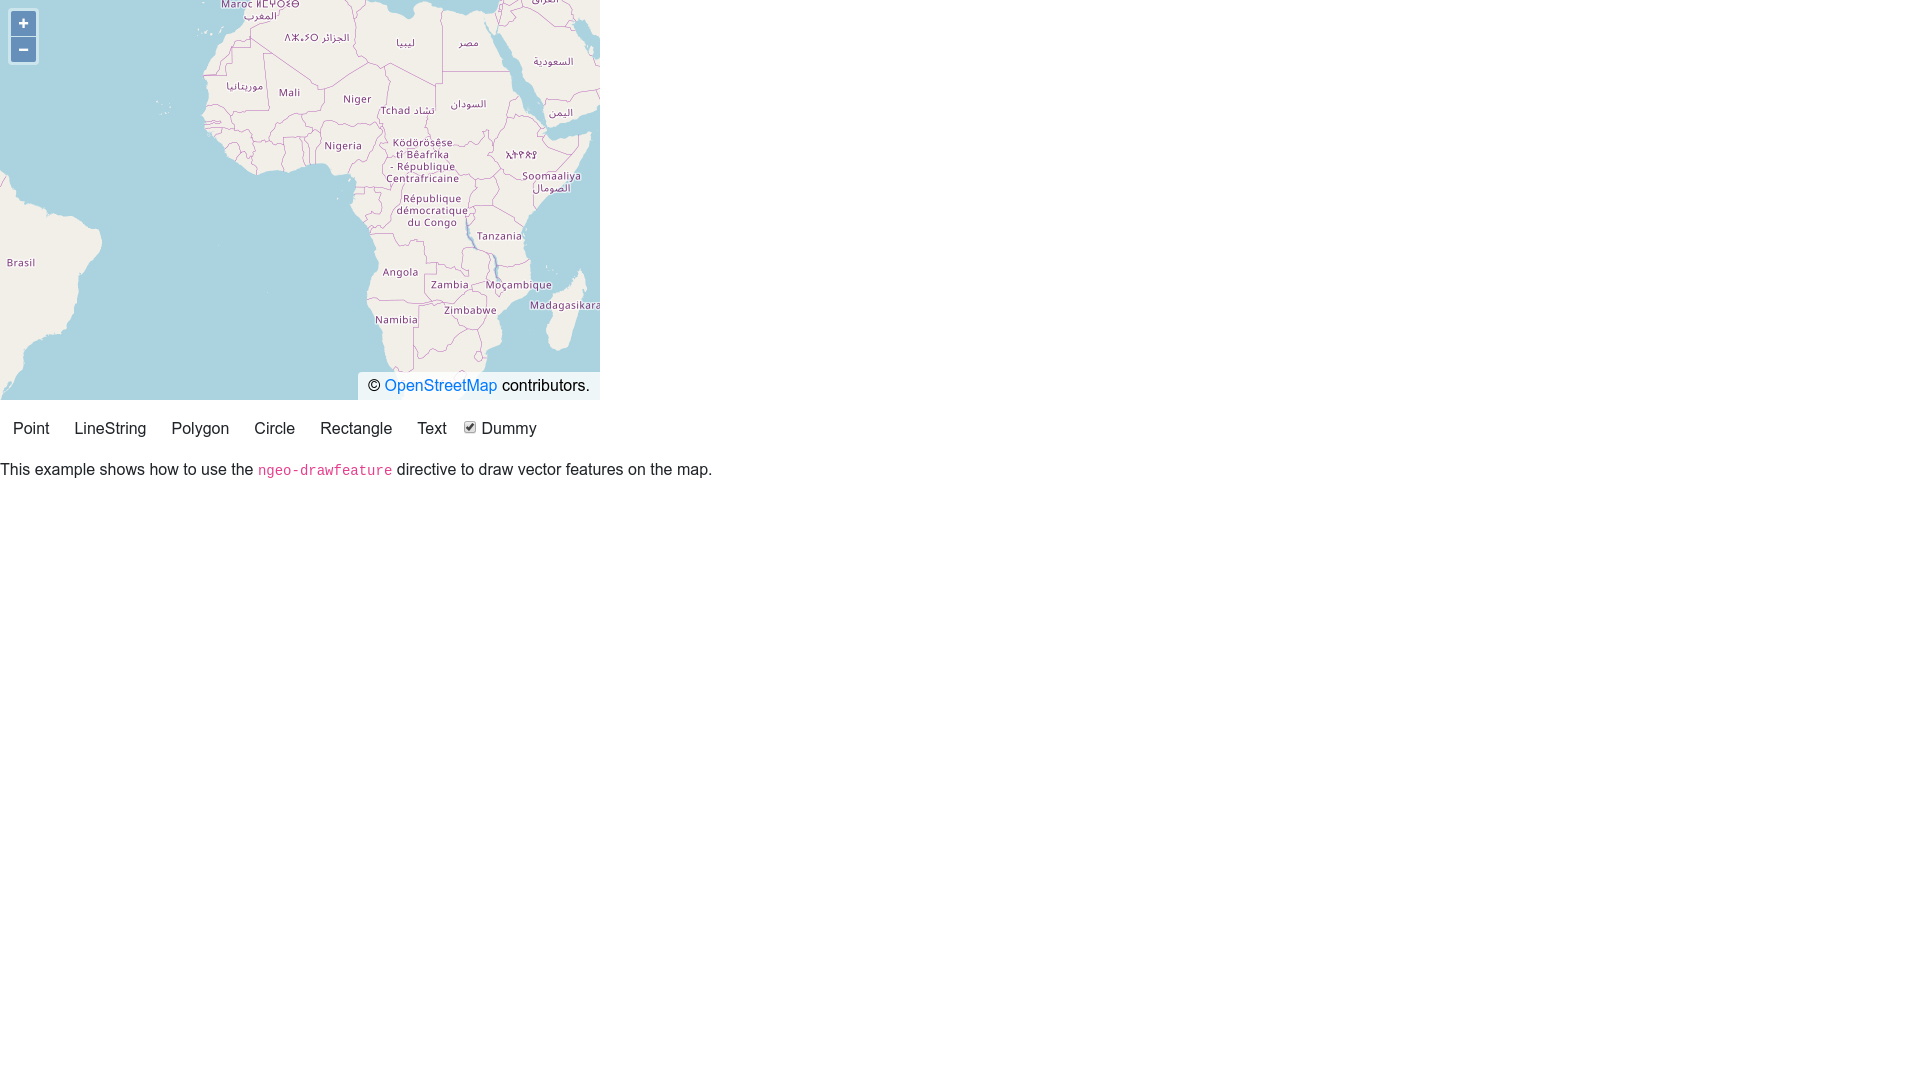 Maroc ⵍⵎⵖⵔⵉⴱ
المغرب
العراق
+
−
ⴷⵣⴰⵢⴻⵔ الجزائر
ليبيا
مصر
السعودية
موريتانيا
Mali
Niger
Tchad تشاد
السودان
اليمن
Nigeria
Ködörösêse
tî Bêafrîka
- République
Centrafricaine
ኢትዮጵያ
Soomaaliya
الصومال
République
démocratique
du Congo
Tanzania
Brasil
Angola
Zambia
Moçambique
Madagasikara
Zimbabwe
Namibia
© OpenStreetMap contributors.
Point LineString Polygon Circle Rectangle Text Dummy
This example shows how to use the ngeo-drawfeature directive to draw vector features on the map.